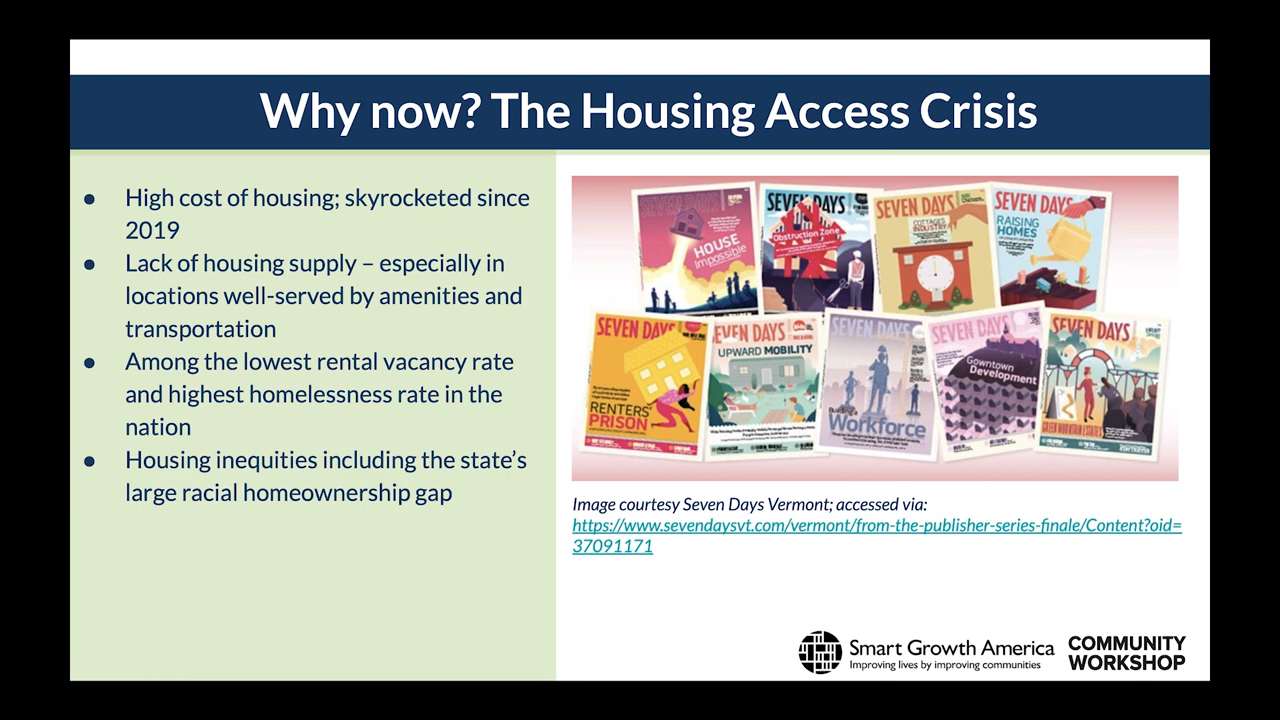 Why now? The Housing Access Crisis
● High cost of housing; skyrocketed since
2019
● Lack of housing supply – especially in
locations well-served by amenities and
transportation
● Among the lowest rental vacancy rate
and highest homelessness rate in the
nation
● Housing inequities including the state’s
large racial homeownership gap
SEVEN DAYS
HOUSE
Impossible
SEVEN DAYS
Obstruction Zone
SEVEN DAYS
COTTAGES
INDUSTRY
SEVEN DAYS
RAISING
HOMES
SEVEN DAYS
RENTERS’
PRISON
SEVEN DAYS
UPWARD MOBILITY
SEVEN DAYS
Building a
Workforce
SEVEN DAYS
Gowntown
Development
SEVEN DAYS
GREEN MOUNTAIN ESTATES
Image courtesy Seven Days Vermont; accessed via:
https://www.sevendaysvt.com/vermont/from-the-publisher-series-finale/Content?oid=
37091171
Smart Growth America
Improving lives by improving communities
COMMUNITY
WORKSHOP